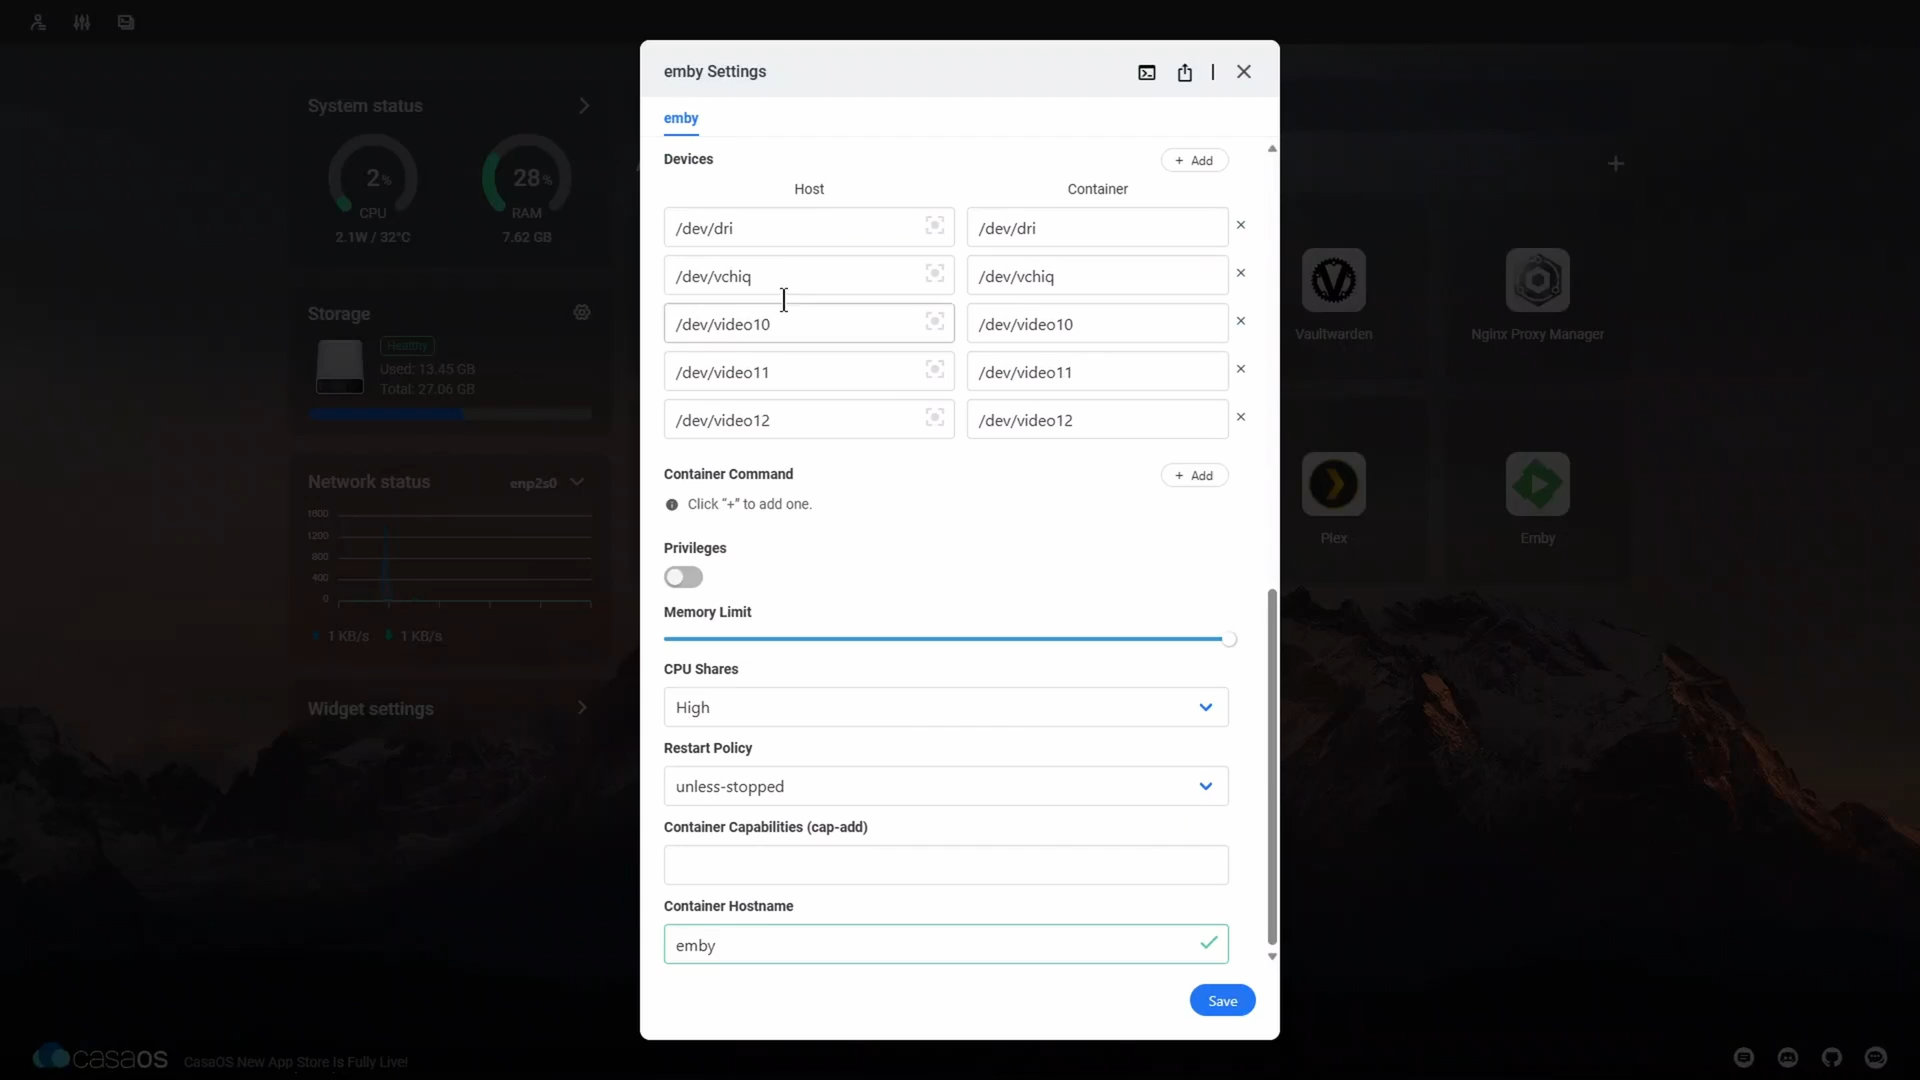 emby Settings
emby
Devices
+ Add
Host
Container
/dev/dri
/dev/dri
/dev/vchiq
/dev/vchiq
/dev/video10
/dev/video10
/dev/video11
/dev/video11
/dev/video12
/dev/video12
Container Command
+ Add
Click “+” to add one.
Privileges
Memory Limit
CPU Shares
High
Restart Policy
unless-stopped
Container Capabilities (cap-add)
Container Hostname
emby
Save
System status
2%
CPU
2.1W / 32°C
28%
RAM
7.62 GB
Storage
Healthy
Used: 13.45 GB
Total: 27.06 GB
Network status
enp2s0
1600
1200
800
400
0
1 KB/s
1 KB/s
Widget settings
Vaultwarden
Nginx Proxy Manager
Plex
Emby
casaos
CasaOS New App Store Is Fully Live!